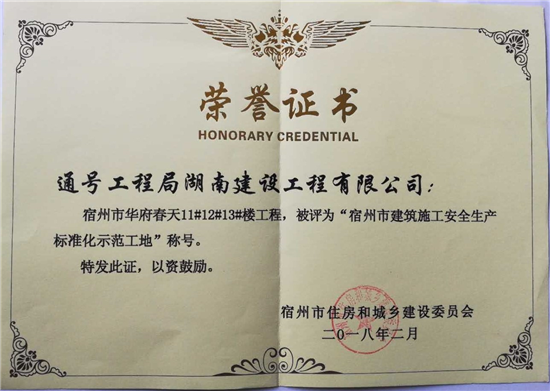 荣誉证书
HONORARY CREDENTIAL
通号工程局湖南建设工程有限公司：
宿州市华府春天11#12#13#楼工程，被评为“宿州市建筑施工安全生产
标准化示范工地”称号。
特发此证，以资鼓励。
宿州市住房和城乡建设委员会
二〇一八年二月